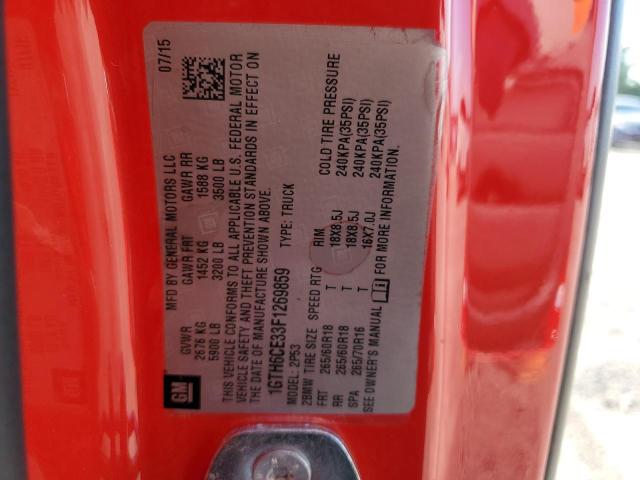 GM
MFD BY GENERAL MOTORS LLC
07/15
GVWR GAWR FRT GAWR RR
2676 KG 1452 KG 1588 KG
5900 LB 3200 LB 3500 LB
THIS VEHICLE CONFORMS TO ALL APPLICABLE U.S. FEDERAL MOTOR
VEHICLE SAFETY AND THEFT PREVENTION STANDARDS IN EFFECT ON
THE DATE OF MANUFACTURE SHOWN ABOVE.
1GTH6CE33F1269859 TYPE: TRUCK
MODEL: 2P53
2BMW TIRE SIZE SPEED RTG RIM COLD TIRE PRESSURE
FRT 265/60R18 T 18X8.5J 240KPA(35PSI)
RR 265/60R18 T 18X8.5J 240KPA(35PSI)
SPA 265/70R16 T 16X7.0J 240KPA(35PSI)
SEE OWNER'S MANUAL FOR MORE INFORMATION.